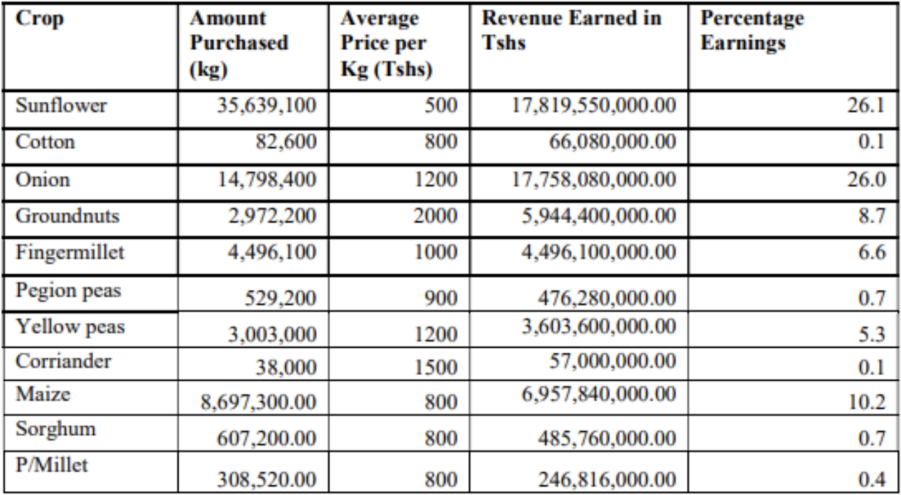 Crop Amount Purchased (kg) Average Price per Kg (Tshs) Revenue Earned in Tshs Percentage Earnings
Sunflower 35,639,100 500 17,819,550,000.00 26.1
Cotton 82,600 800 66,080,000.00 0.1
Onion 14,798,400 1200 17,758,080,000.00 26.0
Groundnuts 2,972,200 2000 5,944,400,000.00 8.7
Fingermillet 4,496,100 1000 4,496,100,000.00 6.6
Pegion peas 529,200 900 476,280,000.00 0.7
Yellow peas 3,003,000 1200 3,603,600,000.00 5.3
Corriander 38,000 1500 57,000,000.00 0.1
Maize 8,697,300.00 800 6,957,840,000.00 10.2
Sorghum 607,200.00 800 485,760,000.00 0.7
P/Millet 308,520.00 800 246,816,000.00 0.4